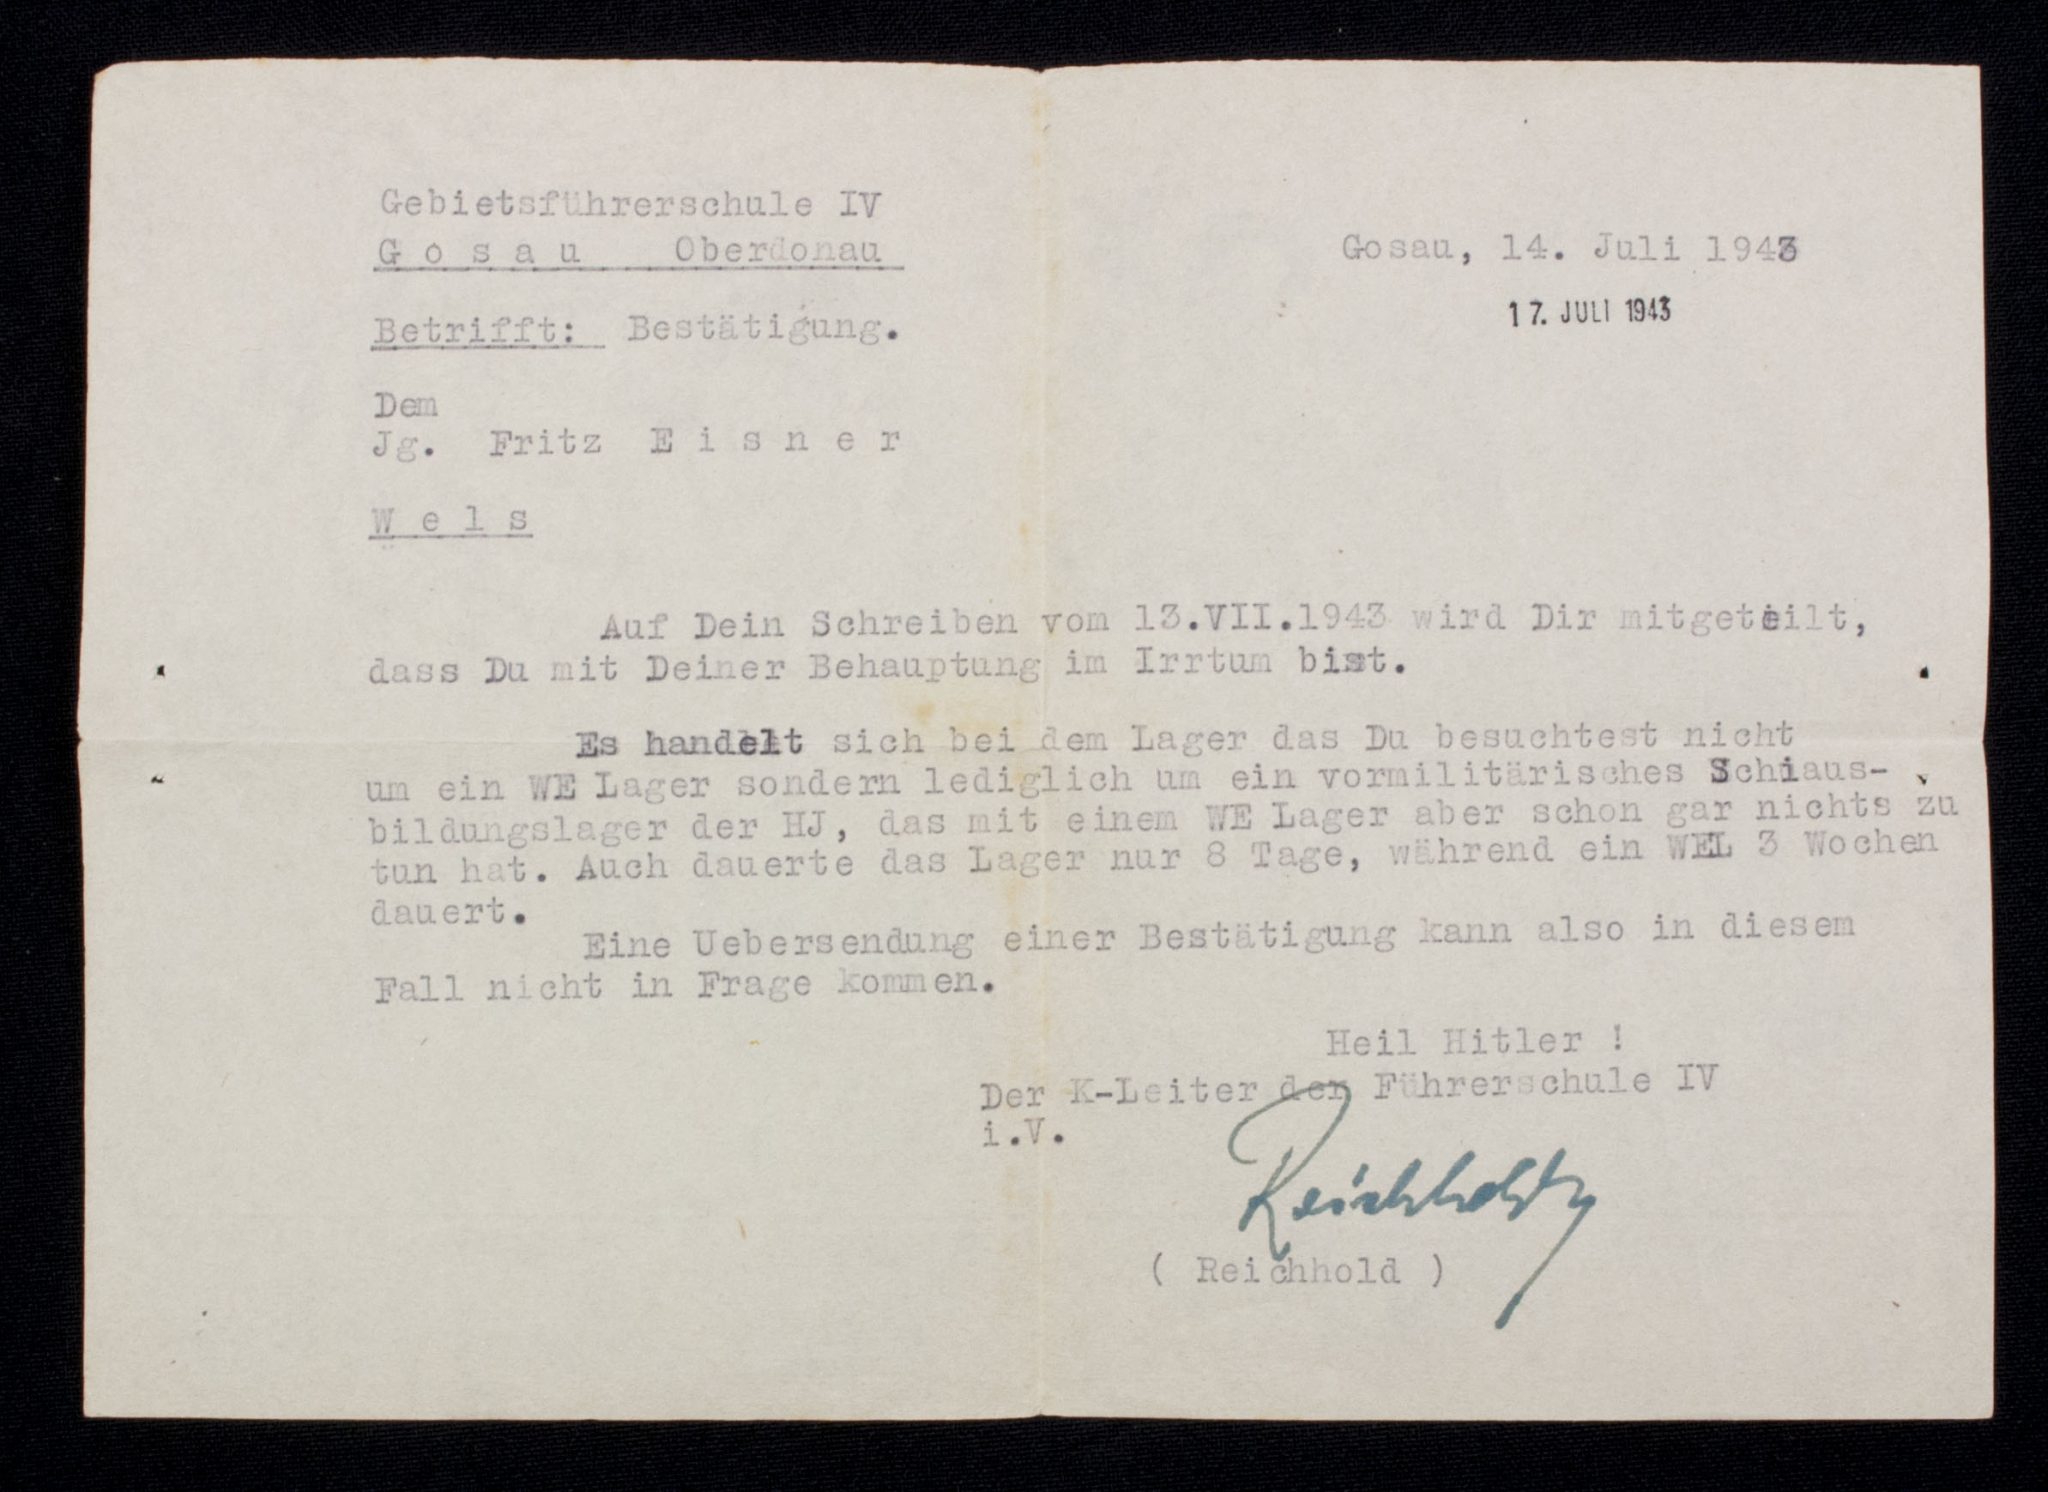 Gebietsführerschule IV
G o s a u Oberdonau
Gosau, 14. Juli 1943
17. JULI 1943
Betrifft: Bestätigung.
Dem
Jg. Fritz E i s n e r
W e l s
Auf Dein Schreiben vom 13.VII.1943 wird Dir mitgeteilt,
dass Du mit Deiner Behauptung im Irrtum bist.
Es handelt sich bei dem Lager das Du besuchtest nicht
um ein WE Lager sondern lediglich um ein vormilitärisches Schiaus-
bildungslager der HJ, das mit einem WE Lager aber schon gar nichts zu
tun hat. Auch dauerte das Lager nur 8 Tage, während ein WEL 3 Wochen
dauert.
Eine Uebersendung einer Bestätigung kann also in diesem
Fall nicht in Frage kommen.
Heil Hitler !
Der K-Leiter der Führerschule IV
i.V.
Reichhold
( Reichhold )